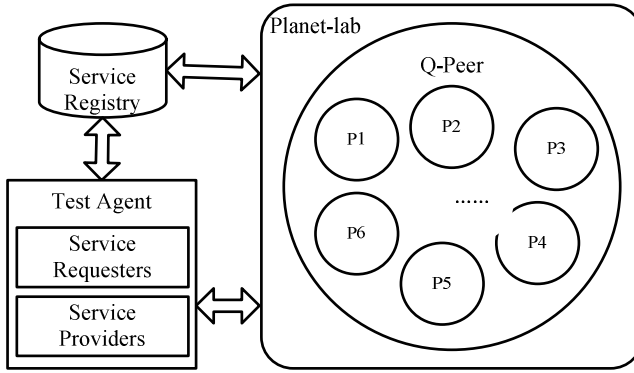 Planet-lab
Service
Registry
Q-Peer
P1
P2
P3
P6
......
P4
P5
Test Agent
Service
Requesters
Service
Providers